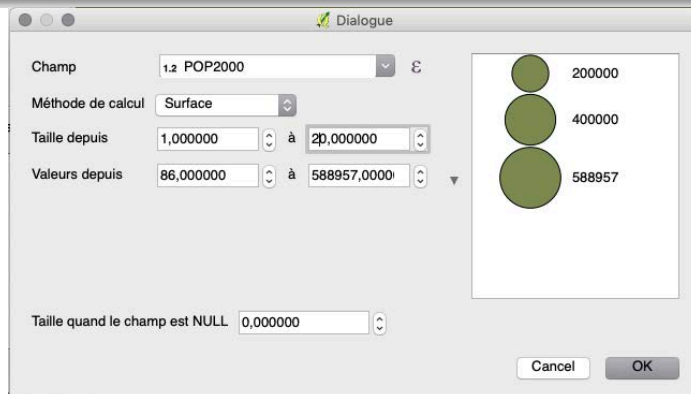 Dialogue
Champ 1.2 POP2000 ε
Méthode de calcul Surface
Taille depuis 1,000000 à 20,000000
Valeurs depuis 86,000000 à 588957,0000
Taille quand le champ est NULL 0,000000
200000
400000
588957
Cancel OK